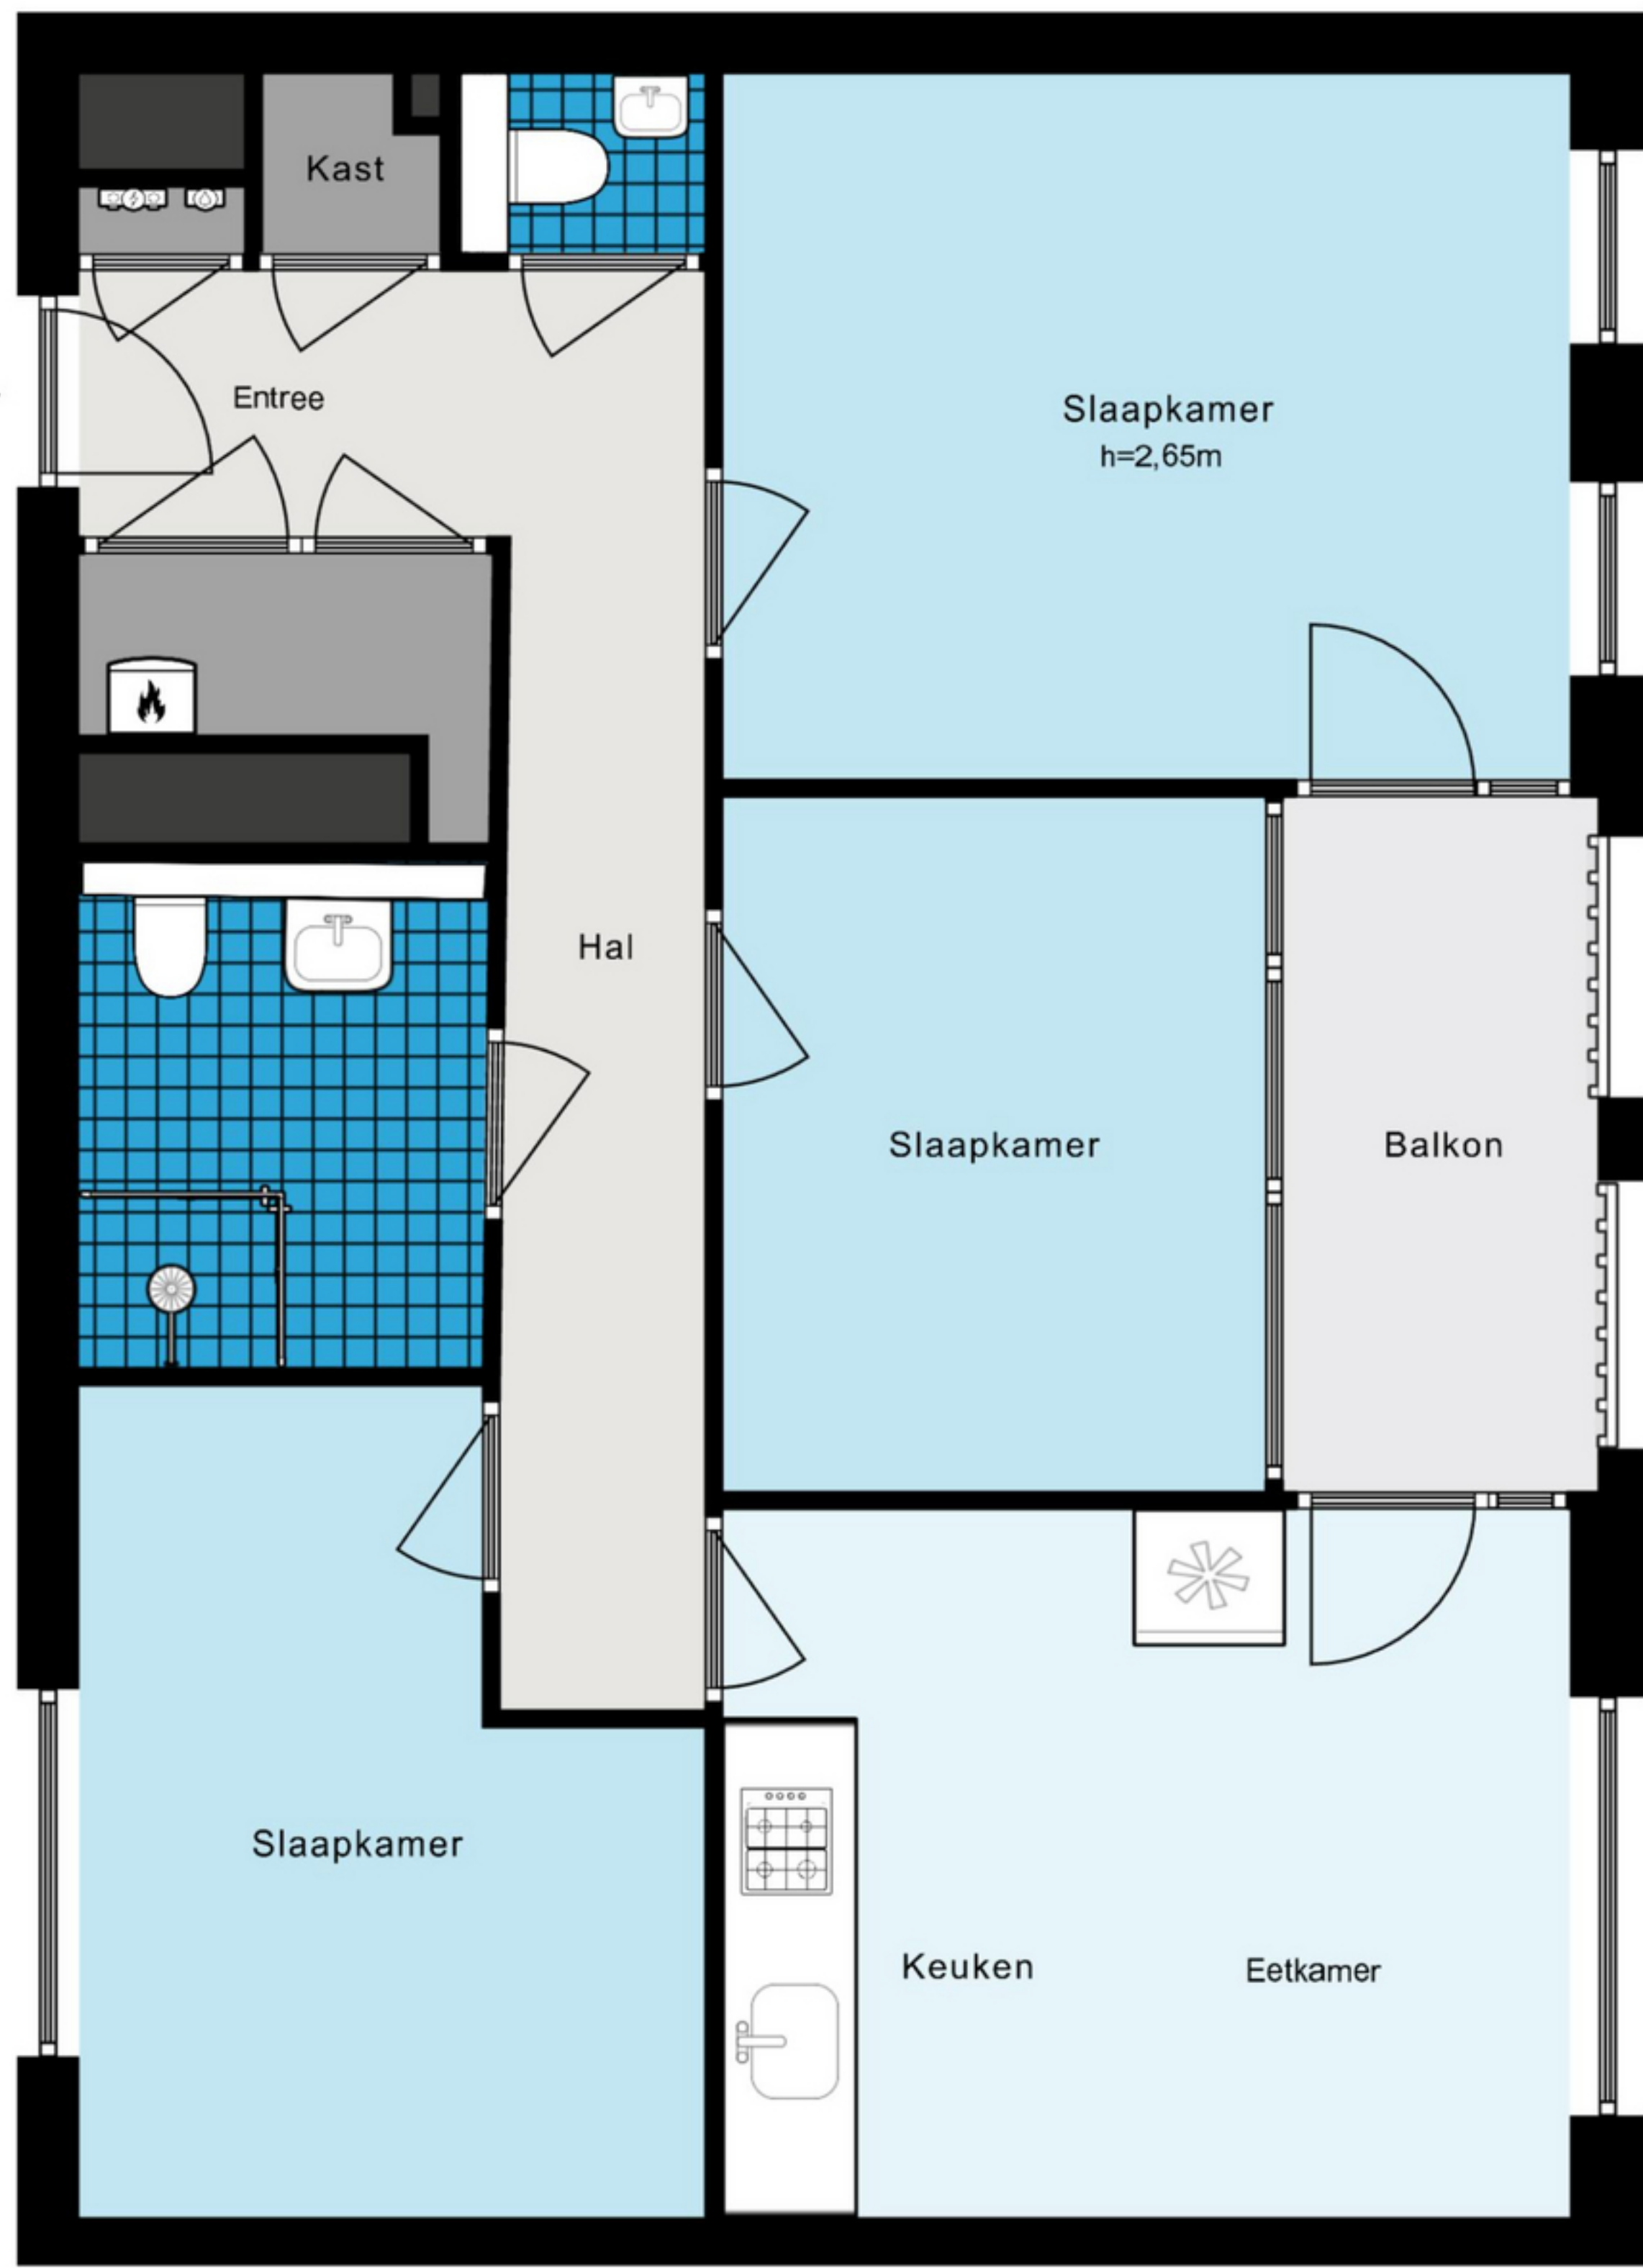 Kast
Entree
Slaapkamer
h=2,65m
Hal
Slaapkamer
Balkon
Slaapkamer
Keuken
Eetkamer